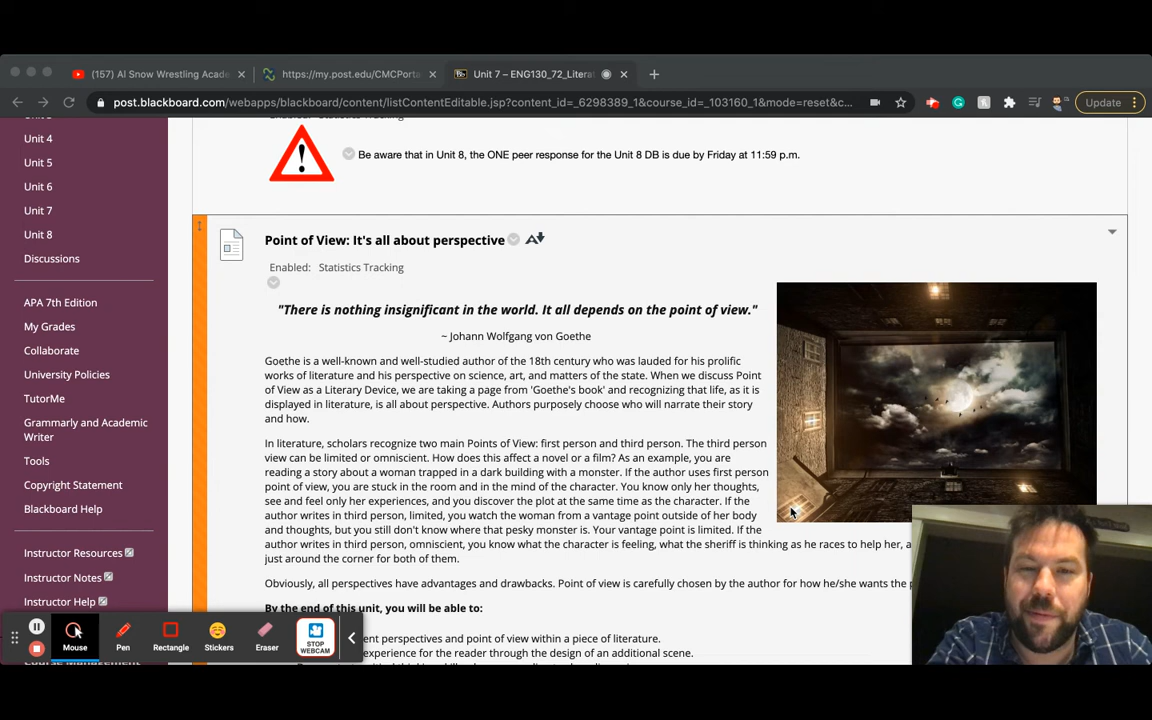 (157) Al Snow Wrestling Acade
https://my.post.edu/CMCPorta
Unit 7 – ENG130_72_Litera
post.blackboard.com/webapps/blackboard/content/listContentEditable.jsp?content_id=_6298389_1&course_id=_103160_1&mode=reset&c...
Update
Unit 4
Unit 5
Unit 6
Unit 7
Unit 8
Discussions
APA 7th Edition
My Grades
Collaborate
University Policies
TutorMe
Grammarly and Academic
Writer
Tools
Copyright Statement
Blackboard Help
Instructor Resources
Instructor Notes
Instructor Help
Enabled: Statistics Tracking
Be aware that in Unit 8, the ONE peer response for the Unit 8 DB is due by Friday at 11:59 p.m.
Point of View: It's all about perspective
Enabled: Statistics Tracking
"There is nothing insignificant in the world. It all depends on the point of view."
~ Johann Wolfgang von Goethe
Goethe is a well-known and well-studied author of the 18th century who was lauded for his prolific
works of literature and his perspective on science, art, and matters of the state. When we discuss Point
of View as a Literary Device, we are taking a page from 'Goethe's book' and recognizing that life, as it is
displayed in literature, is all about perspective. Authors purposely choose who will narrate their story
and how.
In literature, scholars recognize two main Points of View: first person and third person. The third person
view can be limited or omniscient. How does this affect a novel or a film? As an example, you are
reading a story about a woman trapped in a dark building with a monster. If the author uses first person
point of view, you are stuck in the room and in the mind of the character. You know only her thoughts,
see and feel only her experiences, and you discover the plot at the same time as the character. If the
author writes in third person, limited, you watch the woman from a vantage point outside of her body
and thoughts, but you still don't know where that pesky monster is. Your vantage point is limited. If the
author writes in third person, omniscient, you know what the character is feeling, what the sheriff is thinking as he races to help her, a
just around the corner for both of them.
Obviously, all perspectives have advantages and drawbacks. Point of view is carefully chosen by the author for how he/she wants the p
By the end of this unit, you will be able to:
ent perspectives and point of view within a piece of literature.
experience for the reader through the design of an additional scene.
Mouse
Pen
Rectangle
Stickers
Eraser
STOP
WEBCAM